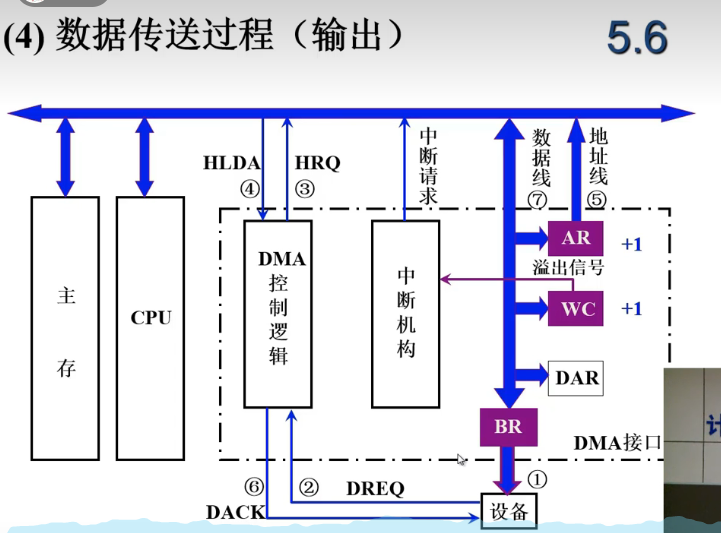 (4) 数据传送过程（输出）
5.6
HLDA
④
HRQ
③
中断请求
数据线
⑦
地址线
⑤
主存
CPU
DMA
控制逻辑
中断机构
AR
+1
溢出信号
WC
+1
DAR
BR
DMA接口
⑥
DACK
②
DREQ
①
设备
计